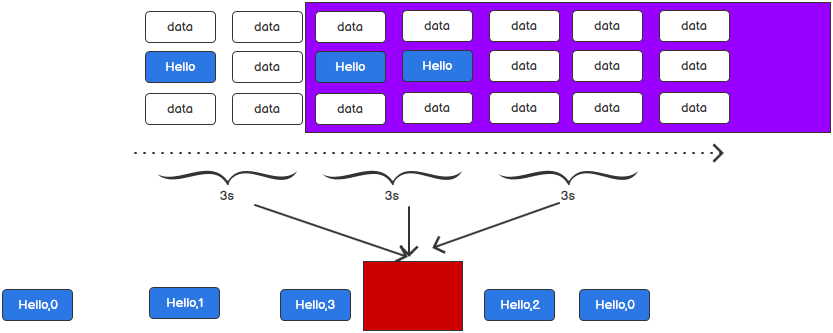 data data data data data data data
Hello data Hello Hello data data data
data data data data data data data
3s 3s 3s
Hello,0 Hello,1 Hello,3 Hello,2 Hello,0